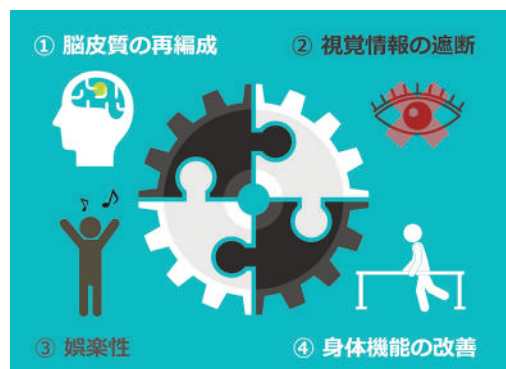 ① 脳皮質の再編成
② 視覚情報の遮断
③ 娯楽性
④ 身体機能の改善